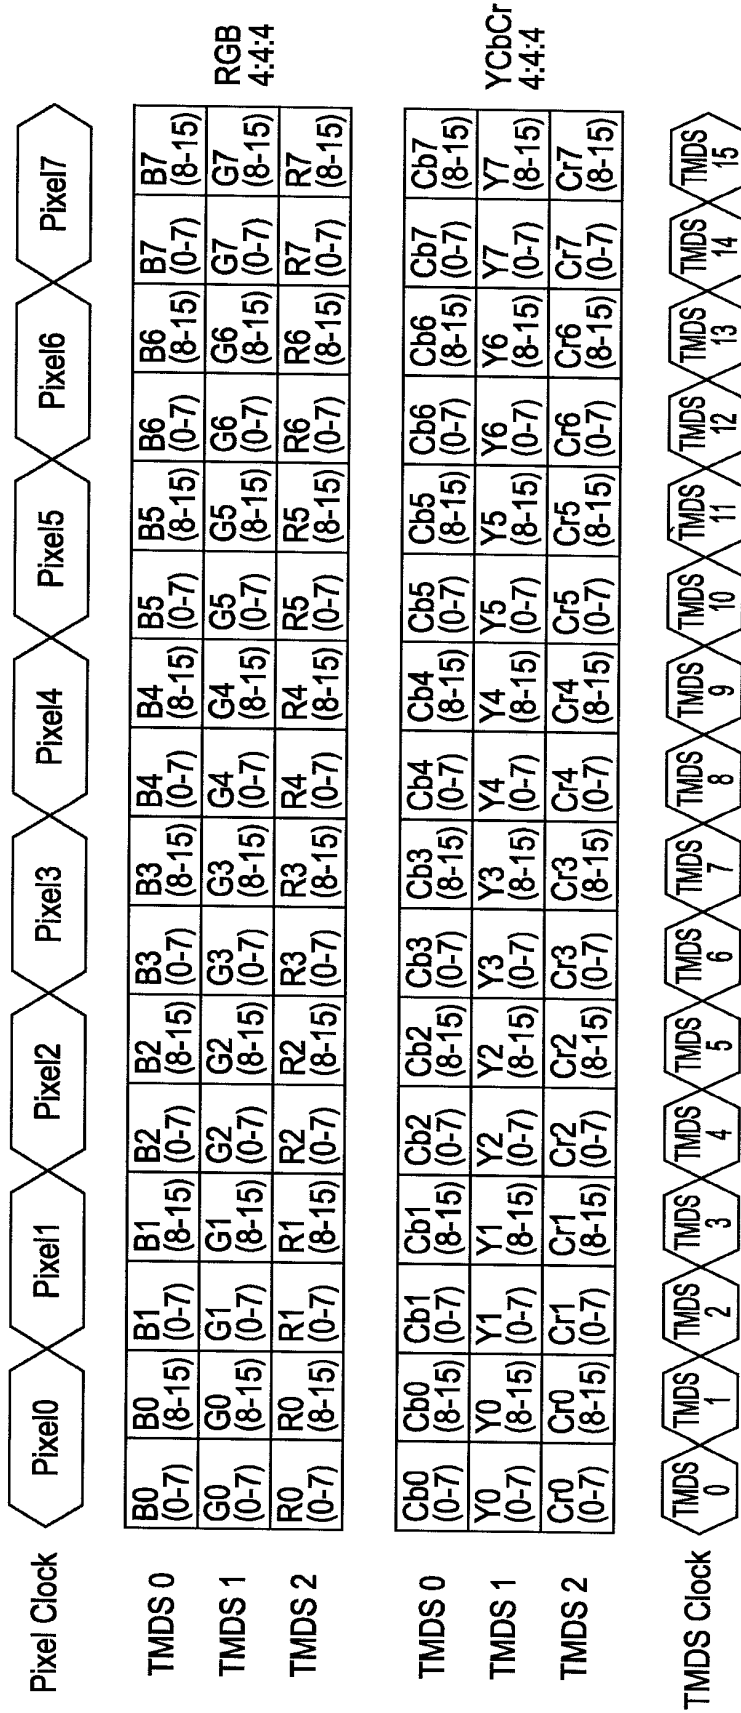 Pixel Clock
Pixel0 Pixel1 Pixel2 Pixel3 Pixel4 Pixel5 Pixel6 Pixel7
TMDS 0
B0 (0-7) B0 (8-15) B1 (0-7) B1 (8-15) B2 (0-7) B2 (8-15) B3 (0-7) B3 (8-15) B4 (0-7) B4 (8-15) B5 (0-7) B5 (8-15) B6 (0-7) B6 (8-15) B7 (0-7) B7 (8-15)
TMDS 1
G0 (0-7) G0 (8-15) G1 (0-7) G1 (8-15) G2 (0-7) G2 (8-15) G3 (0-7) G3 (8-15) G4 (0-7) G4 (8-15) G5 (0-7) G5 (8-15) G6 (0-7) G6 (8-15) G7 (0-7) G7 (8-15)
TMDS 2
R0 (0-7) R0 (8-15) R1 (0-7) R1 (8-15) R2 (0-7) R2 (8-15) R3 (0-7) R3 (8-15) R4 (0-7) R4 (8-15) R5 (0-7) R5 (8-15) R6 (0-7) R6 (8-15) R7 (0-7) R7 (8-15)
RGB
4:4:4
TMDS 0
Cb0 (0-7) Cb0 (8-15) Cb1 (0-7) Cb1 (8-15) Cb2 (0-7) Cb2 (8-15) Cb3 (0-7) Cb3 (8-15) Cb4 (0-7) Cb4 (8-15) Cb5 (0-7) Cb5 (8-15) Cb6 (0-7) Cb6 (8-15) Cb7 (0-7) Cb7 (8-15)
TMDS 1
Y0 (0-7) Y0 (8-15) Y1 (0-7) Y1 (8-15) Y2 (0-7) Y2 (8-15) Y3 (0-7) Y3 (8-15) Y4 (0-7) Y4 (8-15) Y5 (0-7) Y5 (8-15) Y6 (0-7) Y6 (8-15) Y7 (0-7) Y7 (8-15)
TMDS 2
Cr0 (0-7) Cr0 (8-15) Cr1 (0-7) Cr1 (8-15) Cr2 (0-7) Cr2 (8-15) Cr3 (0-7) Cr3 (8-15) Cr4 (0-7) Cr4 (8-15) Cr5 (0-7) Cr5 (8-15) Cr6 (0-7) Cr6 (8-15) Cr7 (0-7) Cr7 (8-15)
YCbCr
4:4:4
TMDS Clock
TMDS 0 TMDS 1 TMDS 2 TMDS 3 TMDS 4 TMDS 5 TMDS 6 TMDS 7 TMDS 8 TMDS 9 TMDS 10 TMDS 11 TMDS 12 TMDS 13 TMDS 14 TMDS 15